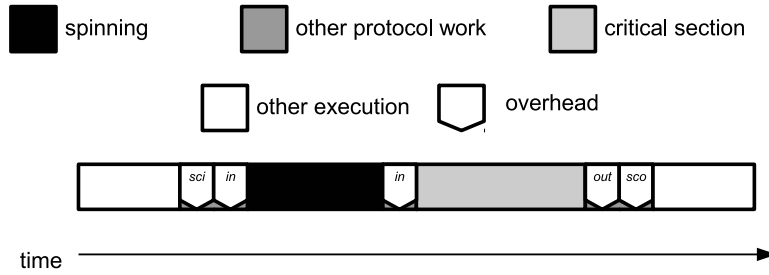 spinning other protocol work critical section
other execution overhead
sci in in out sco
time